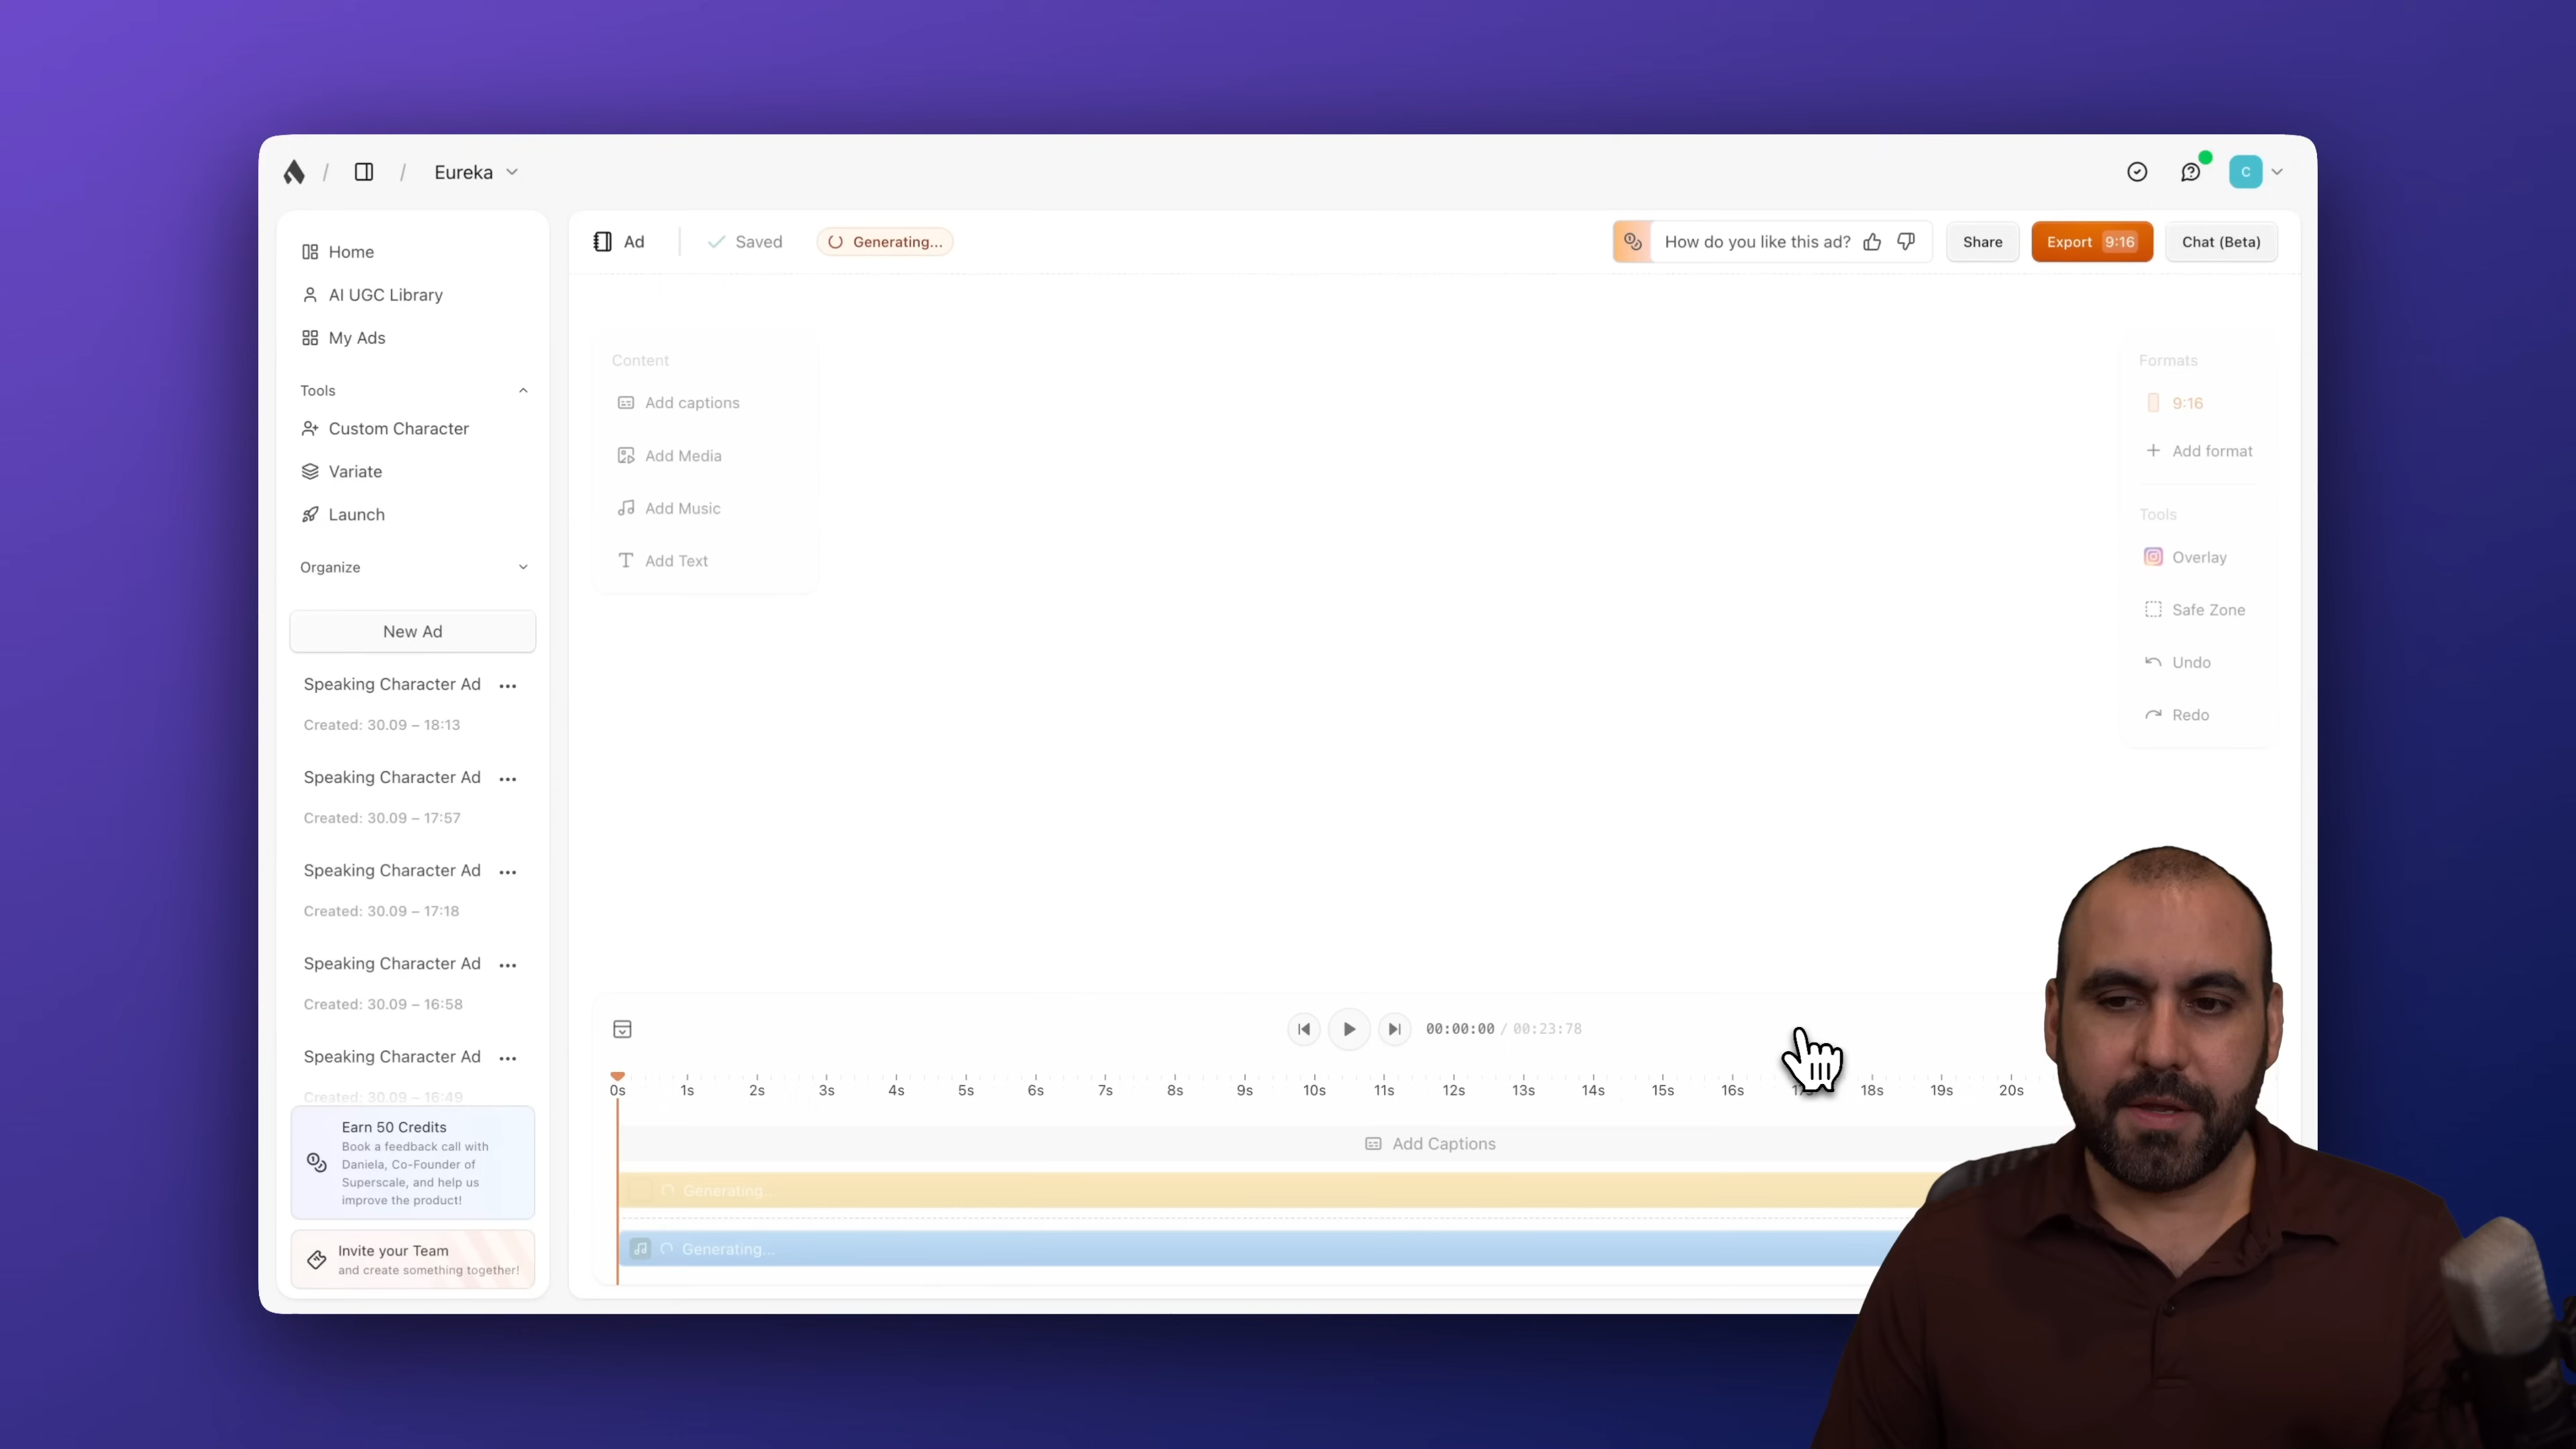 / / Eureka
C
Home
AI UGC Library
My Ads
Tools
Custom Character
Variate
Launch
Organize
New Ad
Speaking Character Ad
Created: 30.09 – 18:13
Speaking Character Ad
Created: 30.09 – 17:57
Speaking Character Ad
Created: 30.09 – 17:18
Speaking Character Ad
Created: 30.09 – 16:58
Speaking Character Ad
Created: 30.09 – 16:49
Earn 50 Credits
Book a feedback call with
Daniela, Co-Founder of
Superscale, and help us
improve the product!
Invite your Team
and create something together!
Ad Saved Generating...
How do you like this ad? Share Export 9:16 Chat (Beta)
Content
Add captions
Add Media
Add Music
Add Text
Formats
9:16
Add format
Tools
Overlay
Safe Zone
Undo
Redo
00:00:00 / 00:23:78
0s 1s 2s 3s 4s 5s 6s 7s 8s 9s 10s 11s 12s 13s 14s 15s 16s 18s 19s 20s
Add Captions
Generating...
Generating...